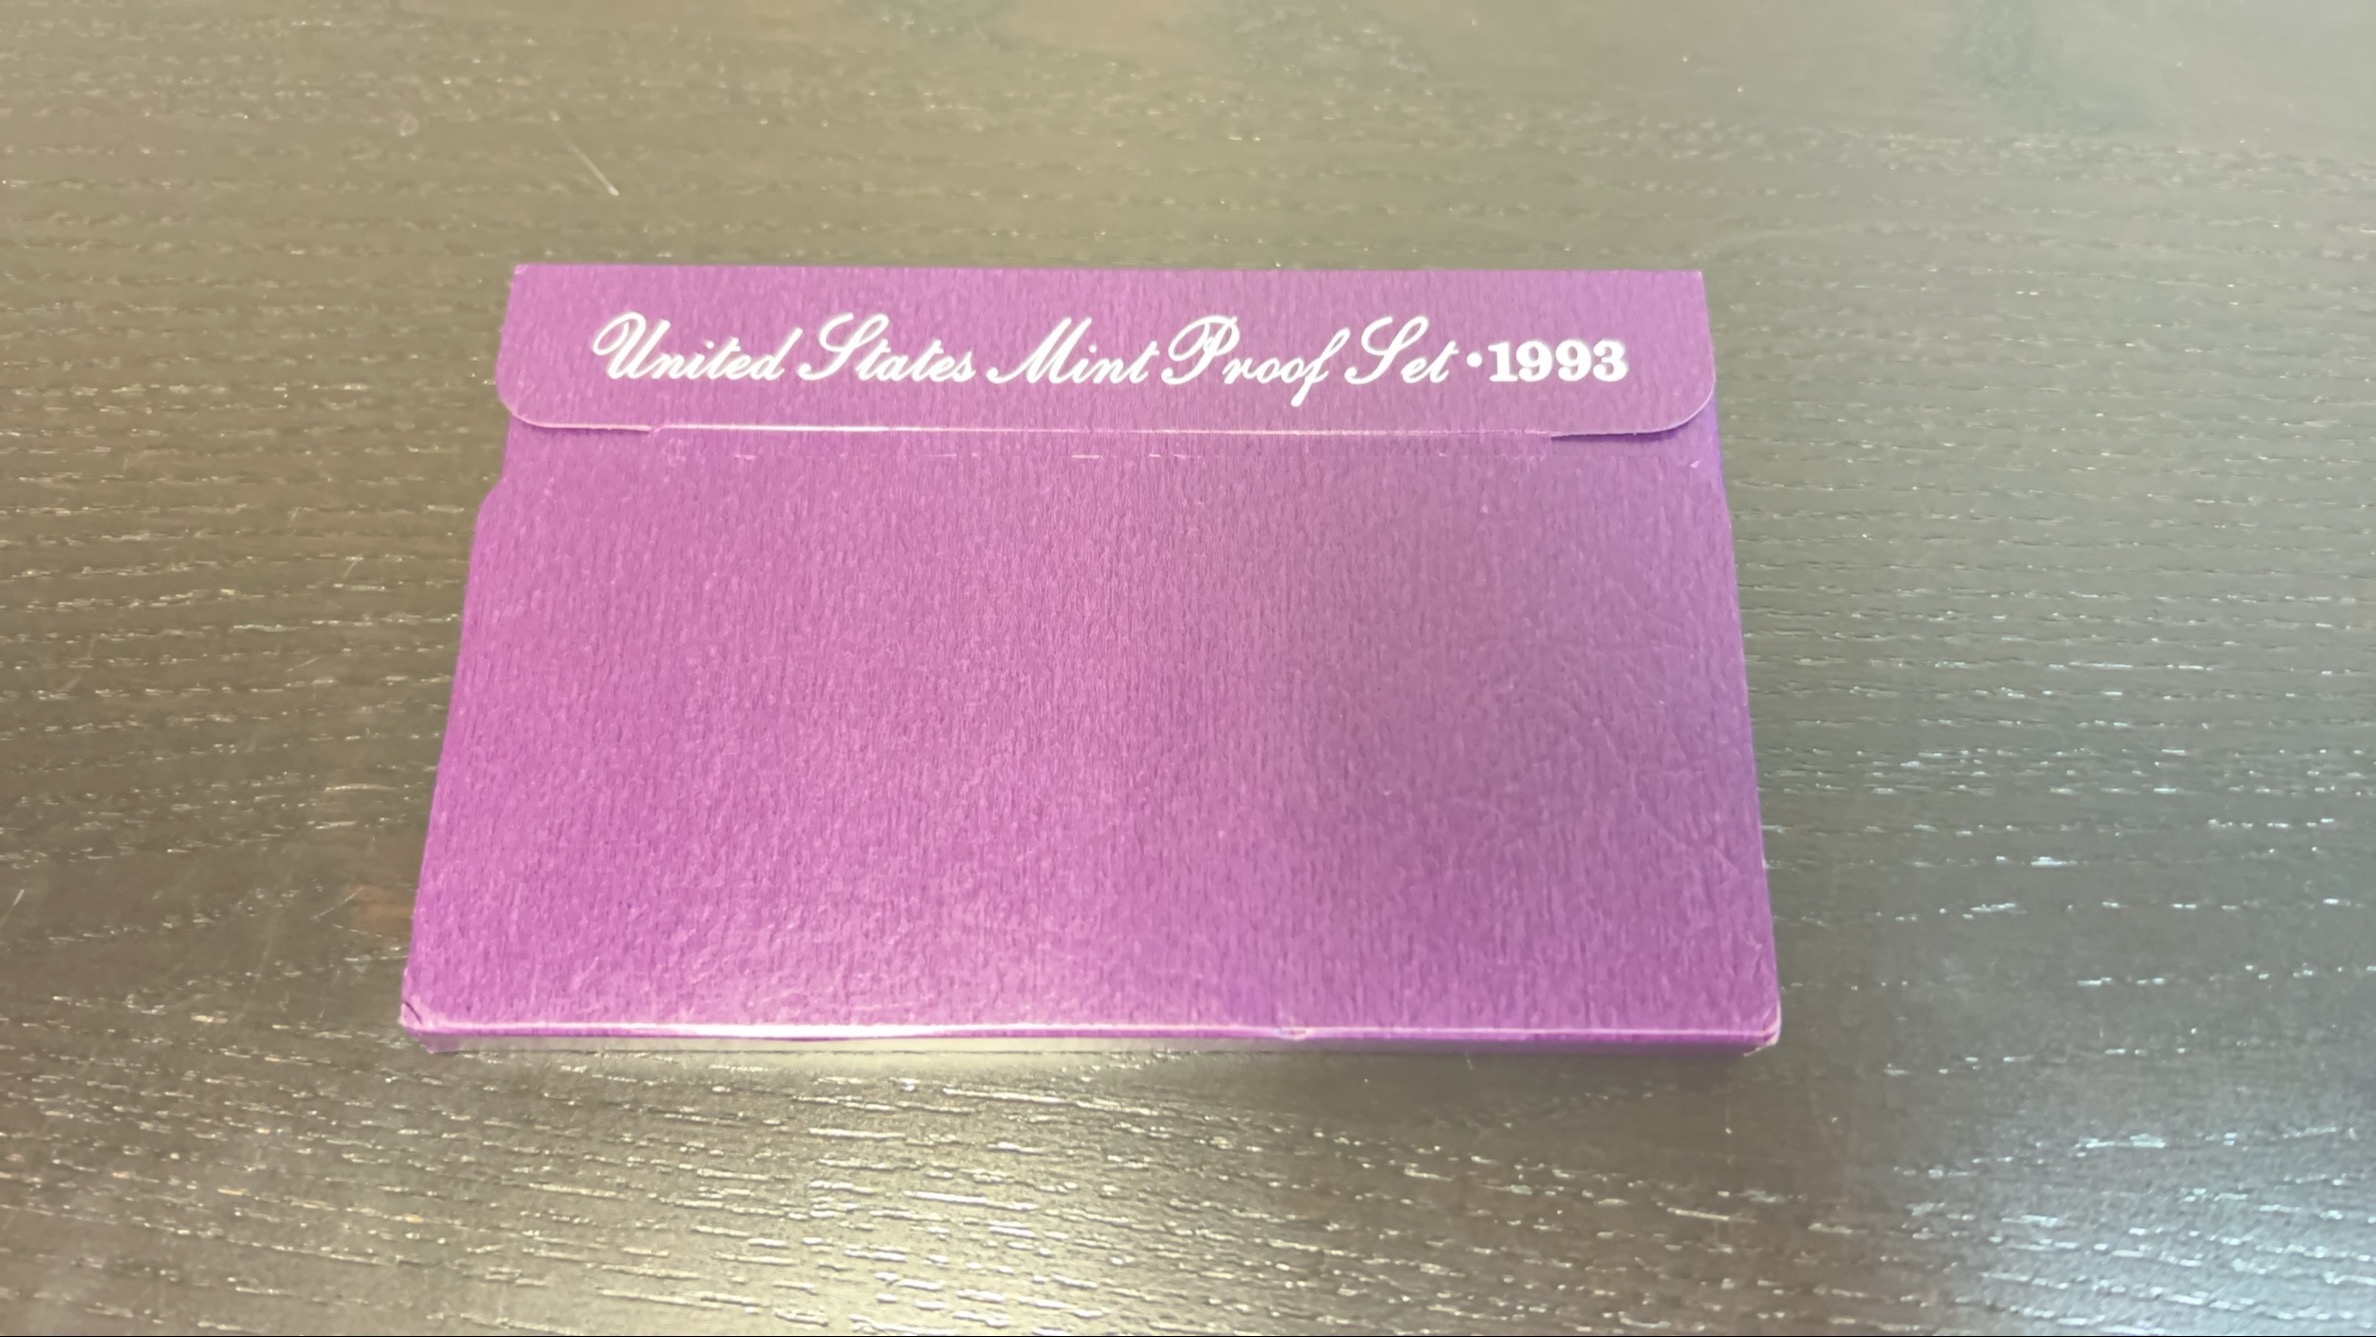 United States Mint Proof Set •1993